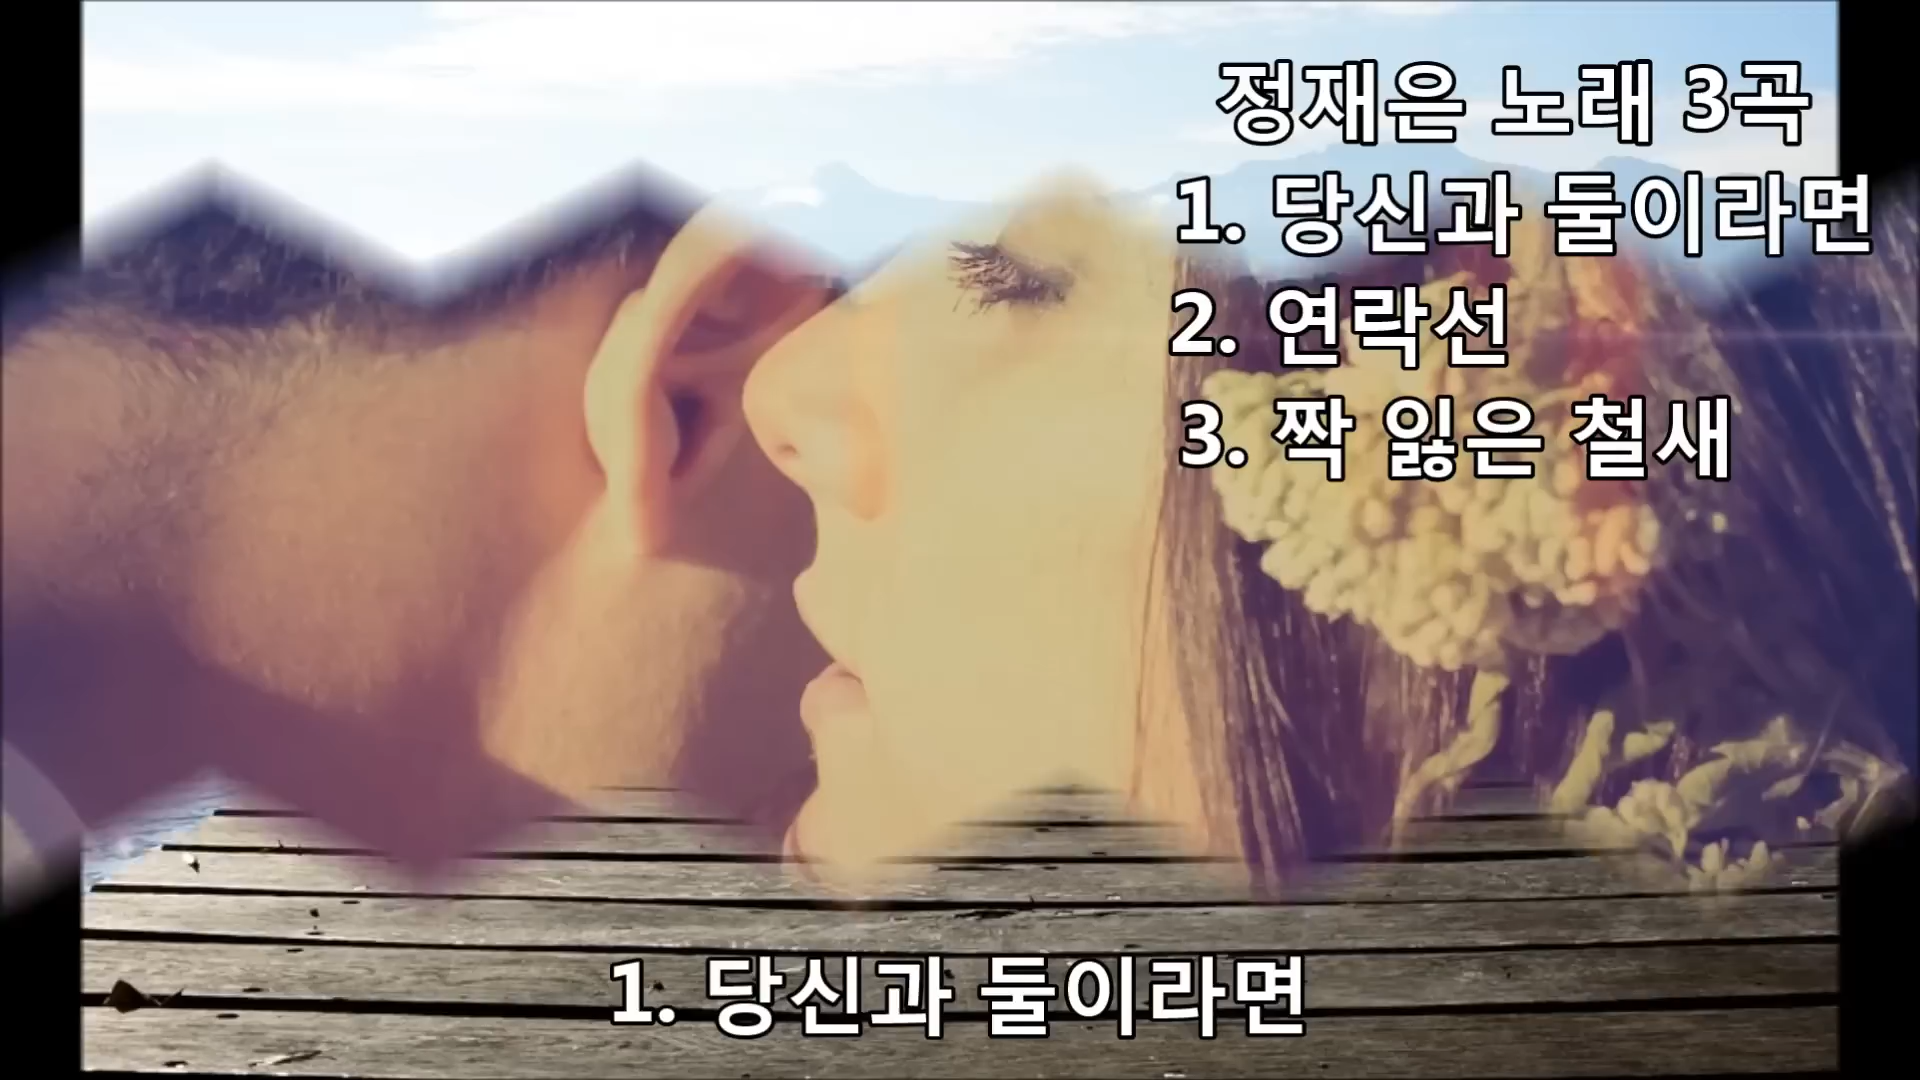 정재은 노래 3곡
1. 당신과 둘이라면
2. 연락선
3. 짝 잃은 철새
1. 당신과 둘이라면